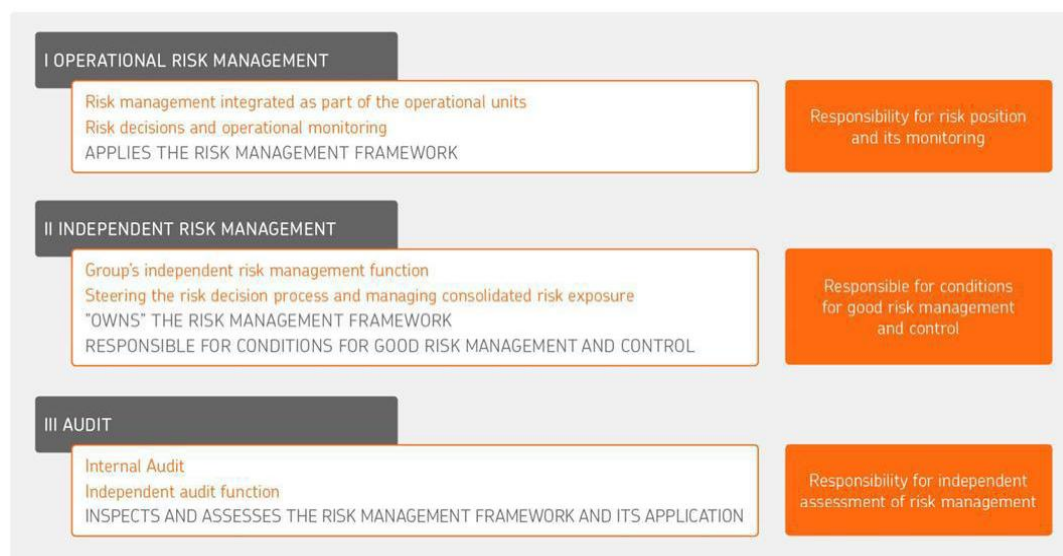 I OPERATIONAL RISK MANAGEMENT
Risk management integrated as part of the operational units
Risk decisions and operational monitoring
APPLIES THE RISK MANAGEMENT FRAMEWORK
Responsibility for risk position
and its monitoring
II INDEPENDENT RISK MANAGEMENT
Group's independent risk management function
Steering the risk decision process and managing consolidated risk exposure
"OWNS" THE RISK MANAGEMENT FRAMEWORK
RESPONSIBLE FOR CONDITIONS FOR GOOD RISK MANAGEMENT AND CONTROL
Responsible for conditions
for good risk management
and control
III AUDIT
Internal Audit
Independent audit function
INSPECTS AND ASSESSES THE RISK MANAGEMENT FRAMEWORK AND ITS APPLICATION
Responsibility for independent
assessment of risk management